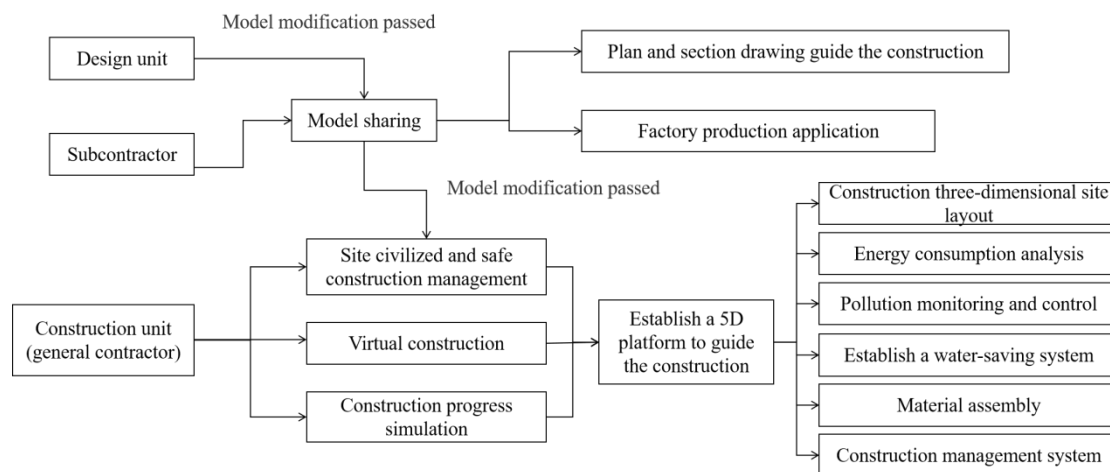 Model modification passed
Design unit
Plan and section drawing guide the construction
Model sharing
Factory production application
Subcontractor
Model modification passed
Construction three-dimensional site
layout
Site civilized and safe
construction management
Energy consumption analysis
Pollution monitoring and control
Construction unit
(general contractor)
Virtual construction
Establish a 5D
platform to guide
the construction
Establish a water-saving system
Construction progress
simulation
Material assembly
Construction management system